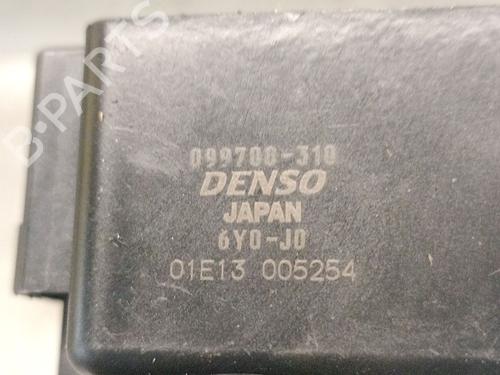 B-PARTS
099700-310
DENSO
JAPAN
6Y0-J0
01E13 005254